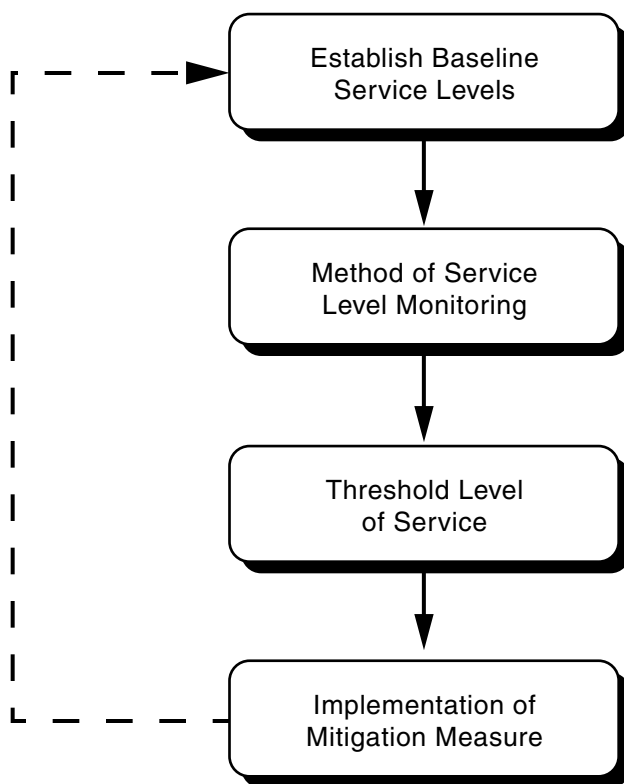 Establish Baseline
Service Levels
Method of Service
Level Monitoring
Threshold Level
of Service
Implementation of
Mitigation Measure